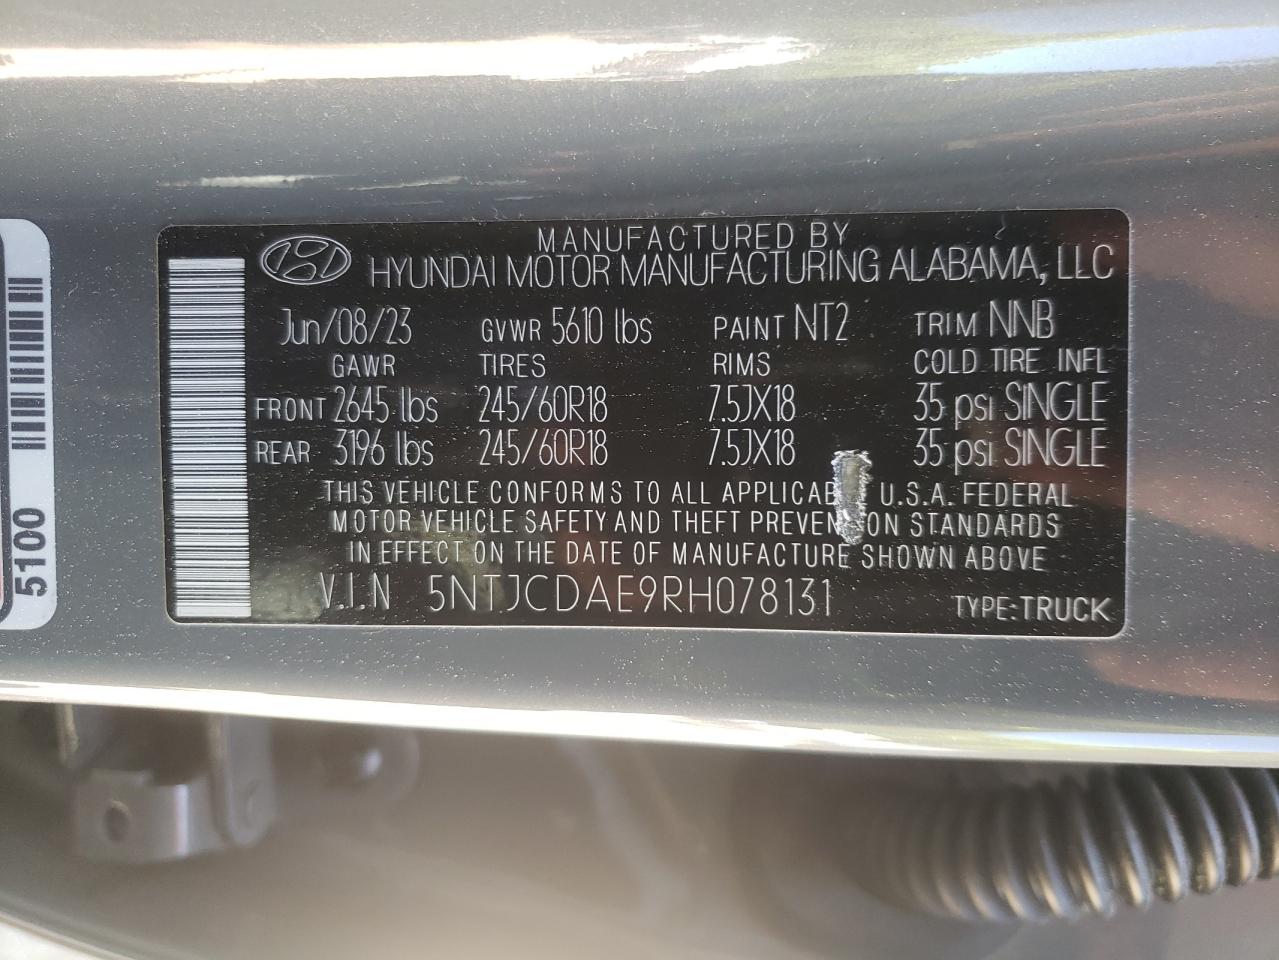 MANUFACTURED BY
HYUNDAI MOTOR MANUFACTURING ALABAMA, LLC
Jun/08/23 GVWR 5610 lbs PAINT NT2 TRIM NNB
GAWR TIRES RIMS COLD TIRE INFL
FRONT 2645 lbs 245/60R18 7.5JX18 35 psi SINGLE
REAR 3196 lbs 245/60R18 7.5JX18 35 psi SINGLE
THIS VEHICLE CONFORMS TO ALL U.S.A. FEDERAL
MOTOR VEHICLE SAFETY AND THEFT STANDARDS
IN EFFECT ON THE DATE OF MANUFACTURE SHOWN ABOVE
V.I.N 5NTJCDAE9RH078131 TYPE:TRUCK
5100